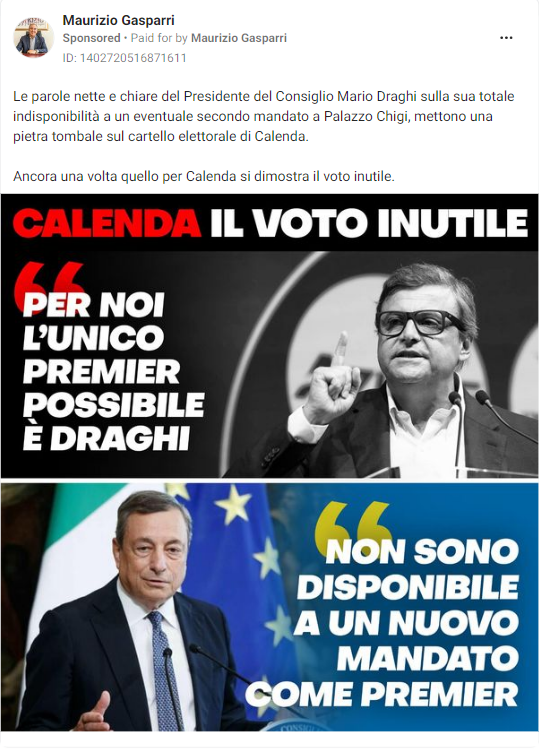 Maurizio Gasparri
Sponsored • Paid for by Maurizio Gasparri
ID: 1402720516871611
Le parole nette e chiare del Presidente del Consiglio Mario Draghi sulla sua totale
indisponibilità a un eventuale secondo mandato a Palazzo Chigi, mettono una
pietra tombale sul cartello elettorale di Calenda.
Ancora una volta quello per Calenda si dimostra il voto inutile.
CALENDA IL VOTO INUTILE
“PER NOI
L’UNICO
PREMIER
POSSIBILE
È DRAGHI
“NON SONO
DISPONIBILE
A UN NUOVO
MANDATO
COME PREMIER